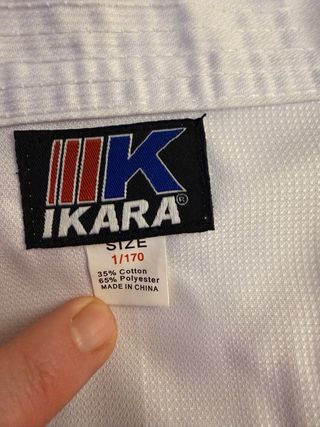 K
IKARA®
SIZE
1/170
35% Cotton
65% Polyester
MADE IN CHINA